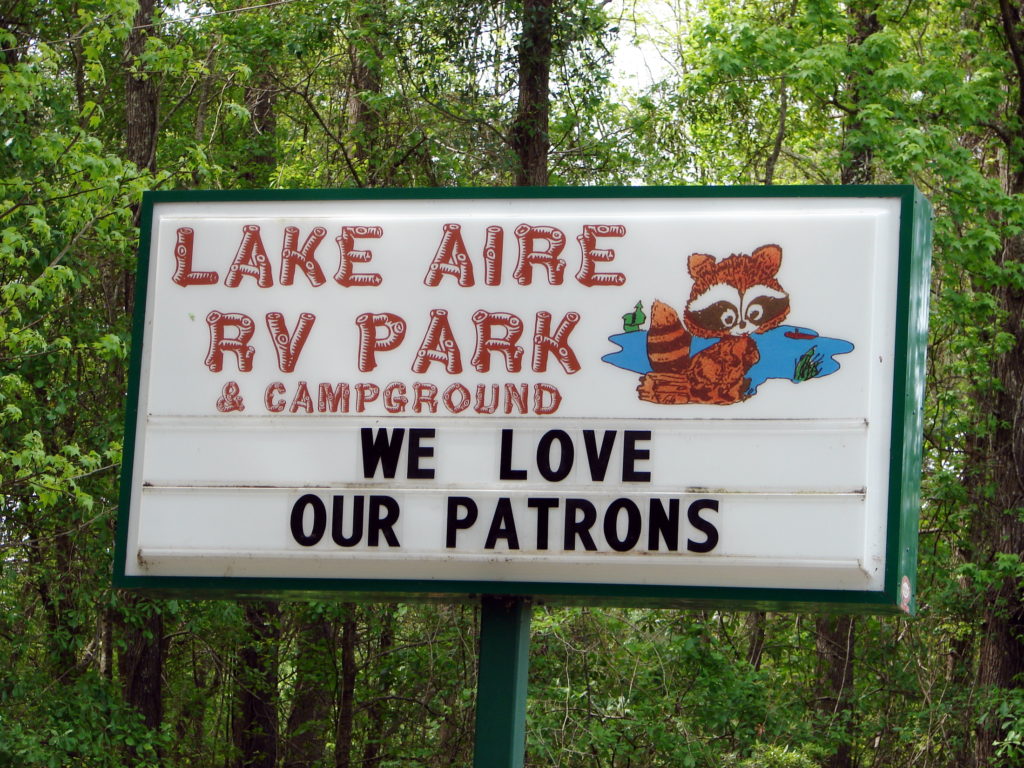 LAKE AIRE
RV PARK
& CAMPGROUND
WE LOVE
OUR PATRONS